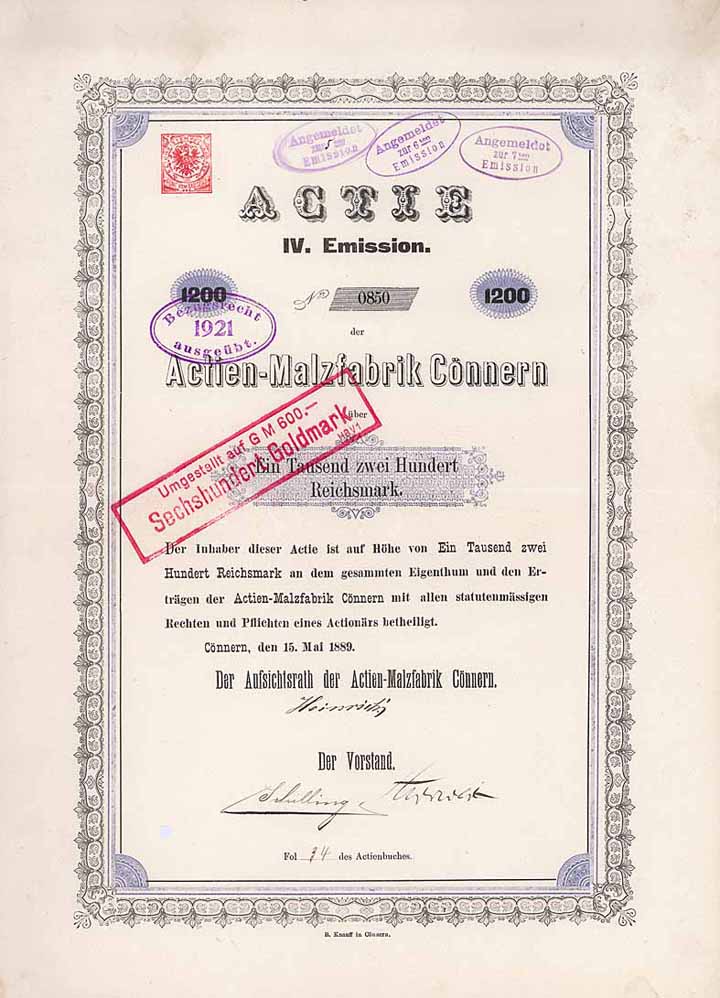 Angemeldet
zur 5ten
Emission
Angemeldet
zur 6ten
Emission
Angemeldet
zur 7ten
Emission
ACTIE
IV. Emission.
1200
No 0850
1200
Bezugsrecht
1921
ausgeübt.
der
Actien-Malzfabrik Cönnern
über
Umgestellt auf G M 600.–
Sechshundert Goldmark
Ein Tausend zwei Hundert
Reichsmark.
Der Inhaber dieser Actie ist auf Höhe von Ein Tausend zwei
Hundert Reichsmark an dem gesammten Eigenthum und den Er-
trägen der Actien-Malzfabrik Cönnern mit allen statutenmässigen
Rechten und Pflichten eines Actionärs betheiligt.
Cönnern, den 15. Mai 1889.
Der Aufsichtsrath der Actien-Malzfabrik Cönnern.
Der Vorstand.
Schilling
Fol 34 des Actienbuches.
B. Knauff in Cönnern.